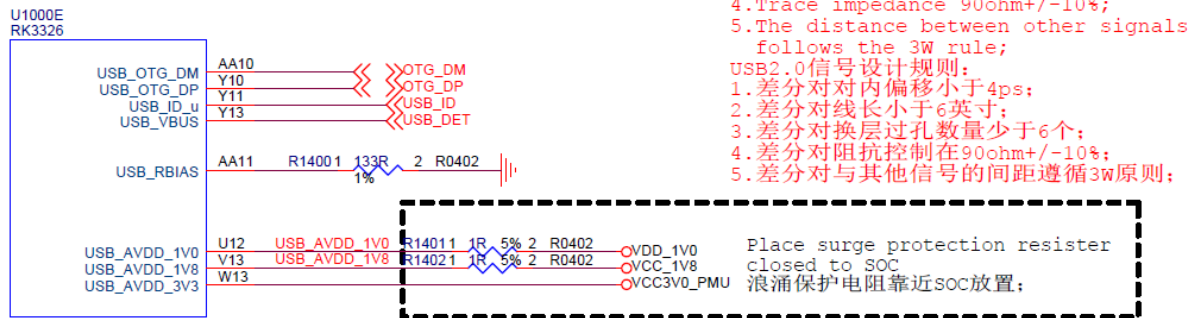 U1000E
RK3326
USB_OTG_DM
USB_OTG_DP
USB_ID_u
USB_VBUS
AA10
Y10
Y11
Y13
OTG_DM
OTG_DP
USB_ID
USB_DET
USB_RBIAS
AA11
R1400 1 133R 2 R0402
1%
USB_AVDD_1V0
USB_AVDD_1V8
USB_AVDD_3V3
U12
V13
W13
USB_AVDD_1V0 R1401 1 1R 5% 2 R0402
USB_AVDD_1V8 R1402 1 1R 5% 2 R0402
VDD_1V0
VCC_1V8
VCC3V0_PMU
4.Trace impedance 90ohm+/-10%;
5.The distance between other signals
follows the 3W rule;
USB2.0信号设计规则：
1.差分对对内偏移小于4ps;
2.差分对线长小于6英寸;
3.差分对换层过孔数量少于6个;
4.差分对阻抗控制在90ohm+/-10%;
5.差分对与其他信号的间距遵循3W原则;
Place surge protection resister
closed to SOC
浪涌保护电阻靠近SOC放置;